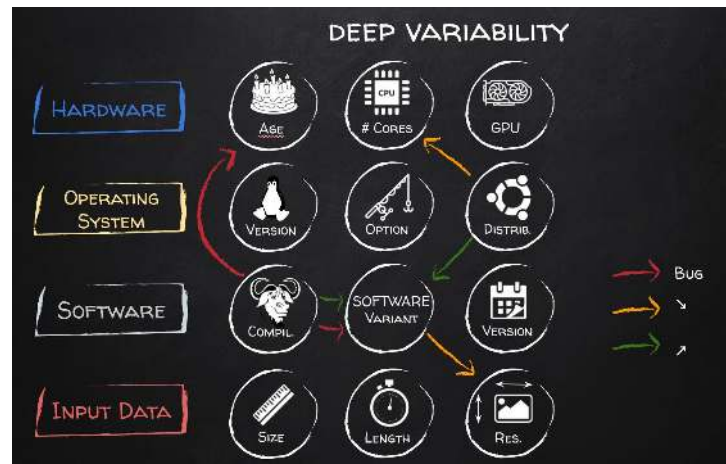 DEEP VARIABILITY
HARDWARE
AGE
CPU
# CORES
GPU
OPERATING
SYSTEM
VERSION
OPTION
DISTRIB.
SOFTWARE
COMPIL.
SOFTWARE
VARIANT
VERSION
BUG
↘
↗
INPUT DATA
SIZE
LENGTH
RES.